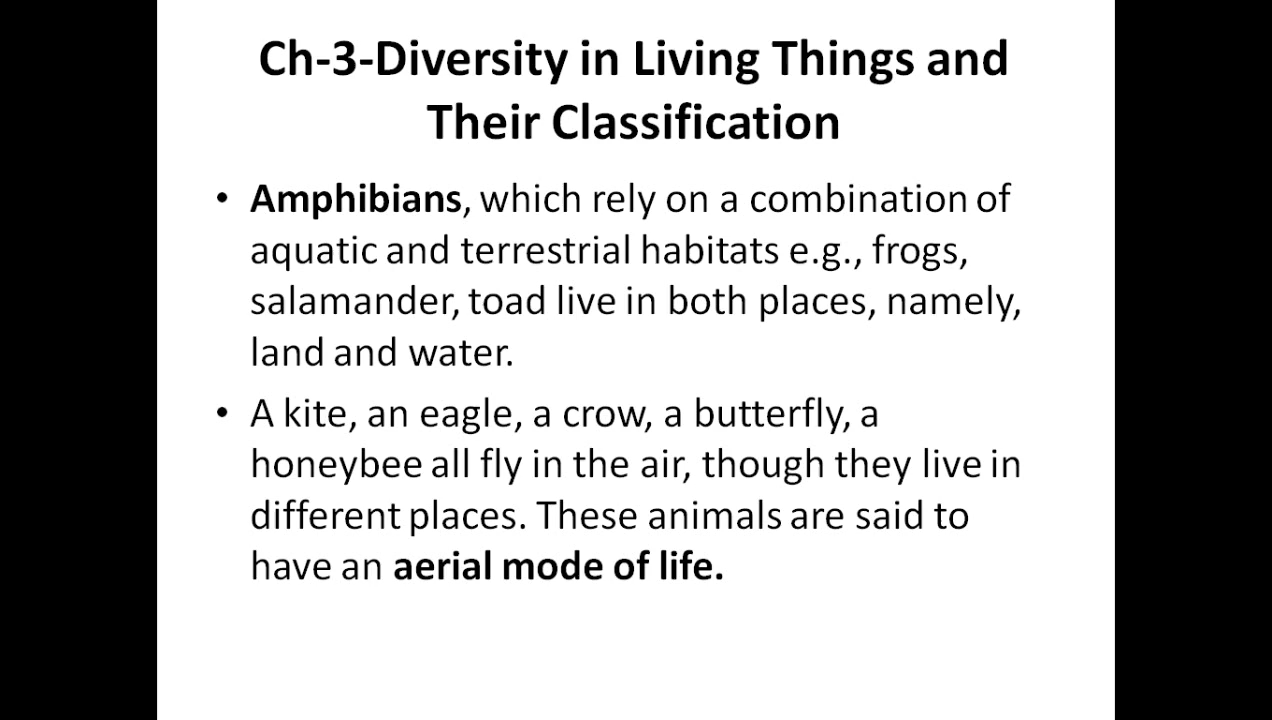 Ch-3-Diversity in Living Things and
Their Classification
• Amphibians, which rely on a combination of
aquatic and terrestrial habitats e.g., frogs,
salamander, toad live in both places, namely,
land and water.
• A kite, an eagle, a crow, a butterfly, a
honeybee all fly in the air, though they live in
different places. These animals are said to
have an aerial mode of life.